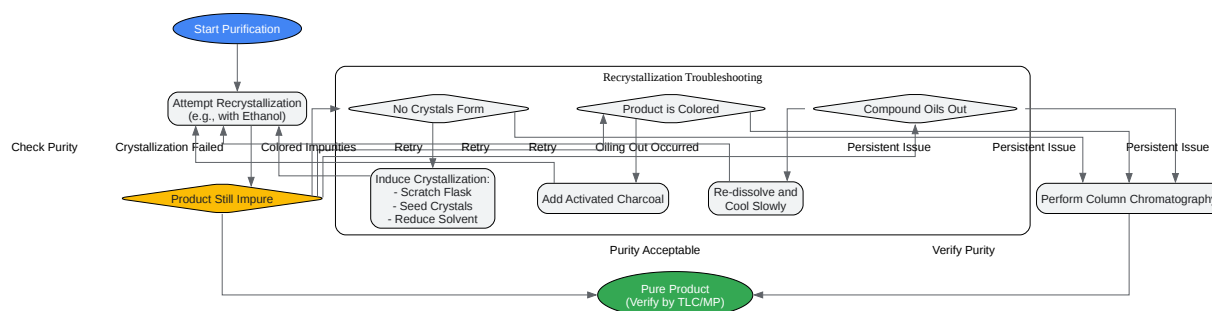 Start Purification
Recrystallization Troubleshooting
Attempt Recrystallization
(e.g., with Ethanol)
No Crystals Form
Product is Colored
Compound Oils Out
Check Purity
Crystallization Failed
Colored Impurities
Retry
Retry
Retry
Oiling Out Occurred
Persistent Issue
Persistent Issue
Persistent Issue
Product Still Impure
Induce Crystallization:
- Scratch Flask
- Seed Crystals
- Reduce Solvent
Add Activated Charcoal
Re-dissolve and
Cool Slowly
Perform Column Chromatography
Purity Acceptable
Verify Purity
Pure Product
(Verify by TLC/MP)